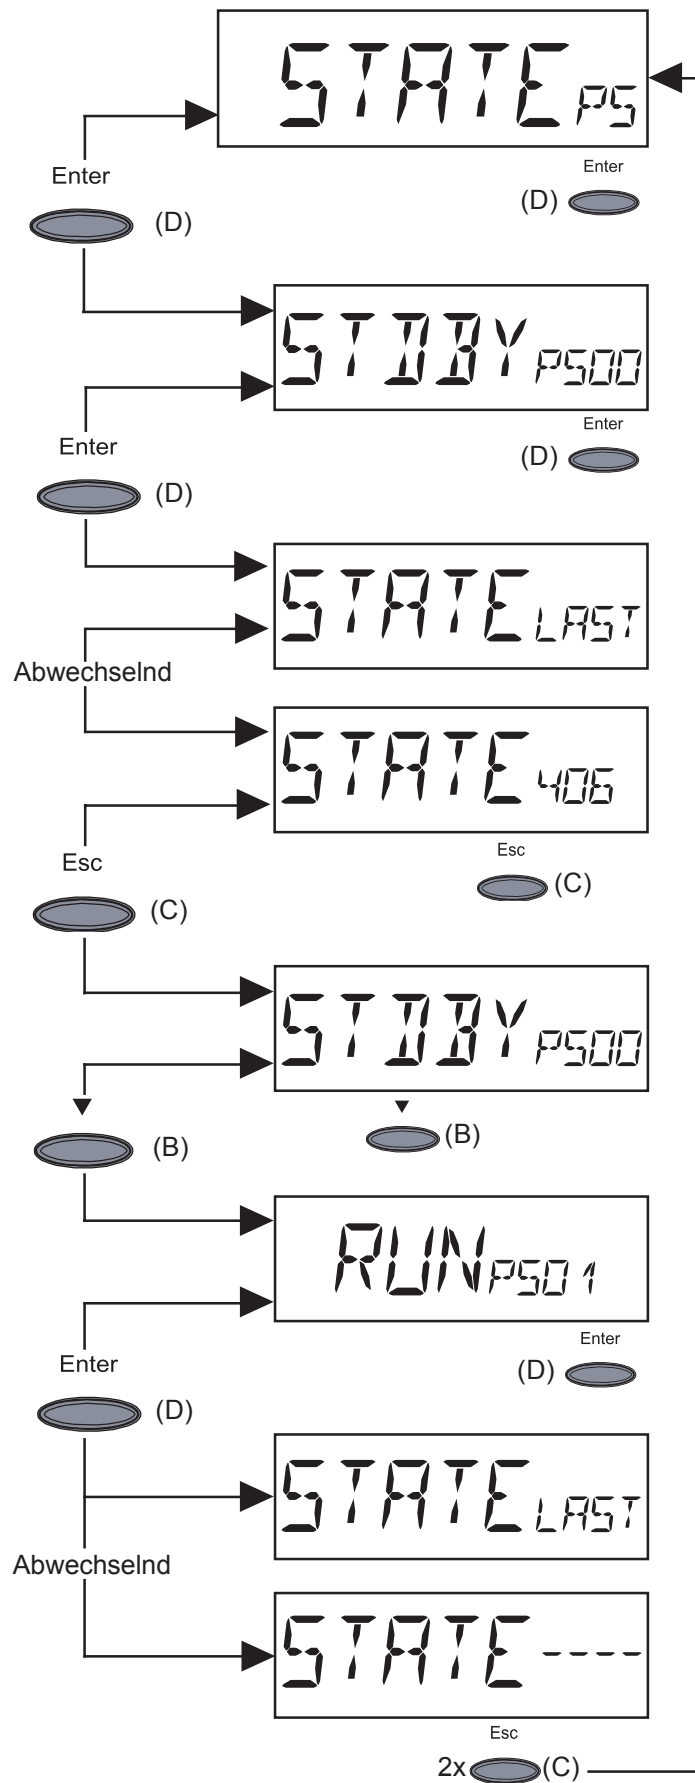 STATE PS
Enter
Enter
(D)
(D)
STDBY PS00
Enter
Enter
(D)
(D)
STATE LAST
Abwechselnd
STATE 406
Esc
Esc
(C)
(C)
STDBY PS00
(B)
(B)
RUN PS01
Enter
Enter
(D)
(D)
STATE LAST
Abwechselnd
STATE ----
Esc
2x (C)